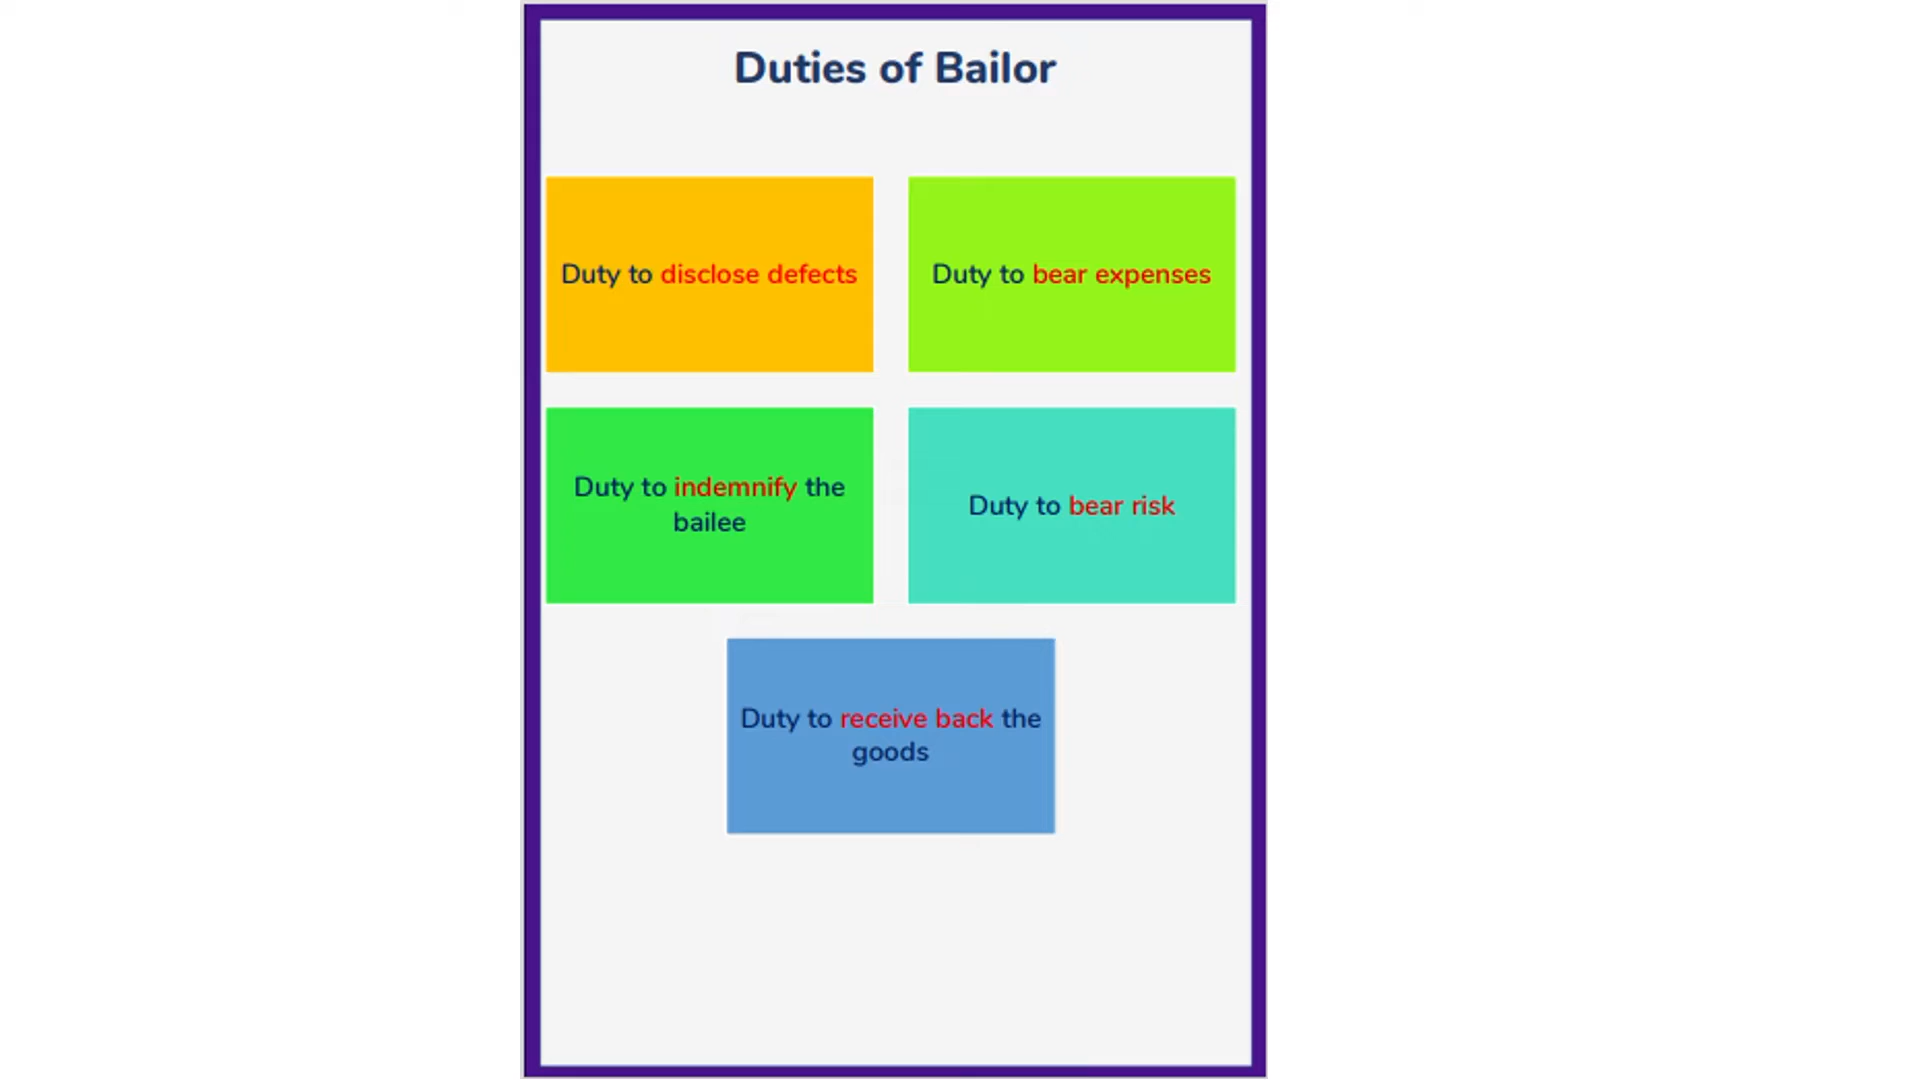 Duties of Bailor
Duty to disclose defects
Duty to bear expenses
Duty to indemnify the
bailee
Duty to bear risk
Duty to receive back the
goods